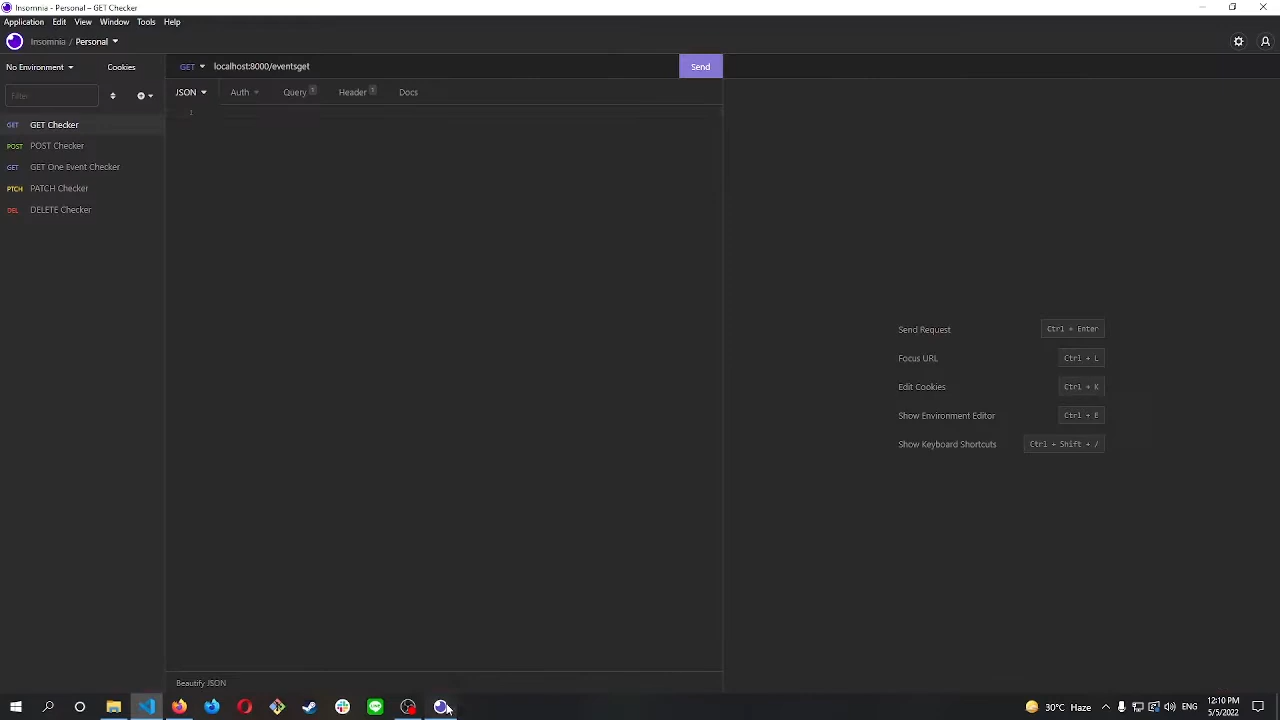 Insomnia - Personal – GET Checker
Application Edit View Window Tools Help
Insomnia / Personal
No Environment Cookies
GET localhost:8000/eventsget Send
Filter
JSON Auth Query 1 Header 1 Docs
1
GET GET Checker
POST POST Checker
GET GET One Event Checker
PTCH PATCH Checker
DEL DELETE Checker
Send Request Ctrl + Enter
Focus URL Ctrl + L
Edit Cookies Ctrl + K
Show Environment Editor Ctrl + E
Show Keyboard Shortcuts Ctrl + Shift + /
Beautify JSON
30°C Haze ENG 12:10 PM
5/5/2022